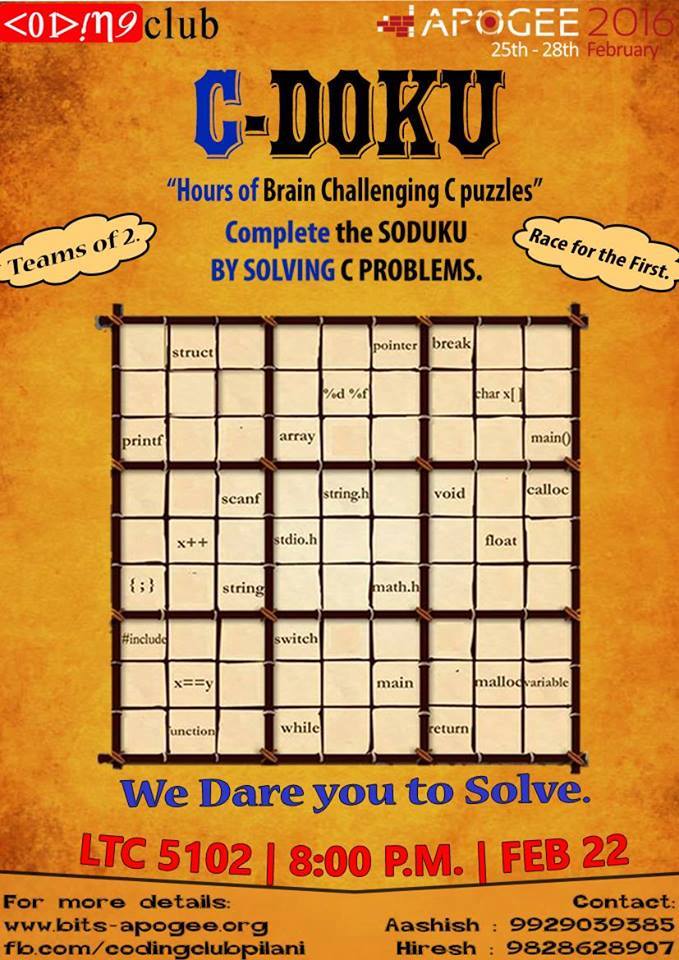 <0D!ngclub
APOGEE 2016
25th - 28th February
C-DOKU
“Hours of Brain Challenging C puzzles”
Teams of 2.
Complete the SODUKU
BY SOLVING C PROBLEMS.
Race for the First.
struct pointer break
%d %f char x[ ]
printf array main()
scanf string.h void calloc
x++ stdio.h float
{ ; } string math.h
#include switch
x==y main malloc variable
function while return
We Dare you to Solve.
LTC 5102 | 8:00 P.M. | FEB 22
For more details:
www.bits-apogee.org
fb.com/codingclubpilani
Contact:
Aashish : 9929039385
Hiresh : 9828628907